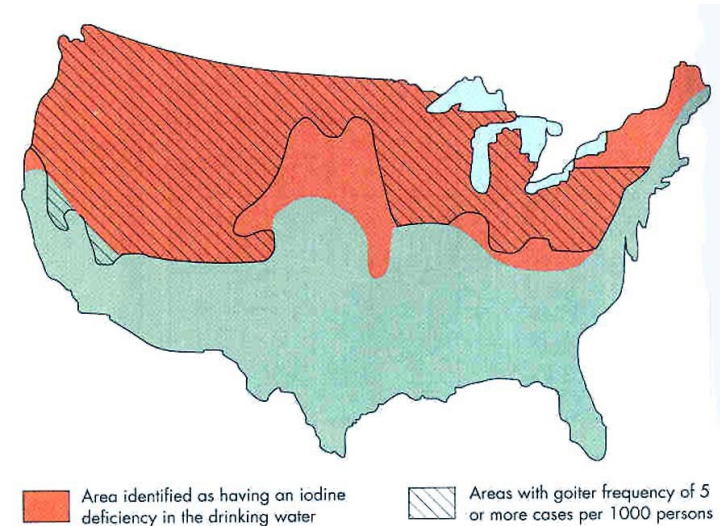 Area identified as having an iodine
deficiency in the drinking water
Areas with goiter frequency of 5
or more cases per 1000 persons